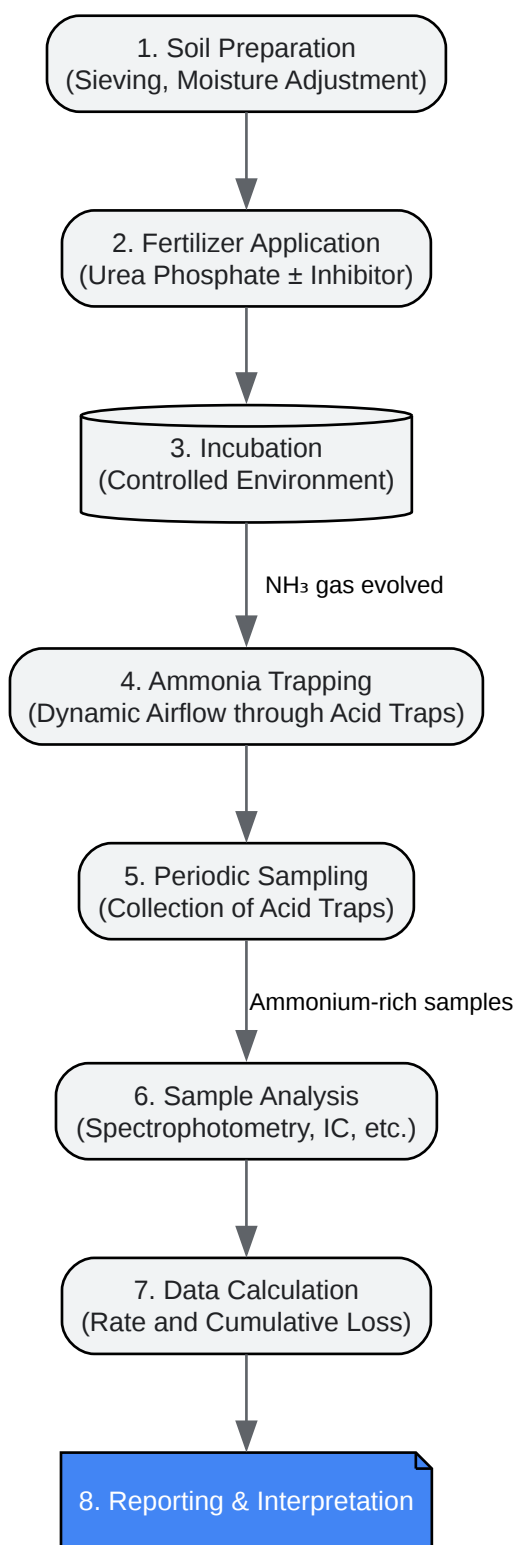 1. Soil Preparation
(Sieving, Moisture Adjustment)
2. Fertilizer Application
(Urea Phosphate ± Inhibitor)
3. Incubation
(Controlled Environment)
NH₃ gas evolved
4. Ammonia Trapping
(Dynamic Airflow through Acid Traps)
5. Periodic Sampling
(Collection of Acid Traps)
Ammonium-rich samples
6. Sample Analysis
(Spectrophotometry, IC, etc.)
7. Data Calculation
(Rate and Cumulative Loss)
8. Reporting & Interpretation